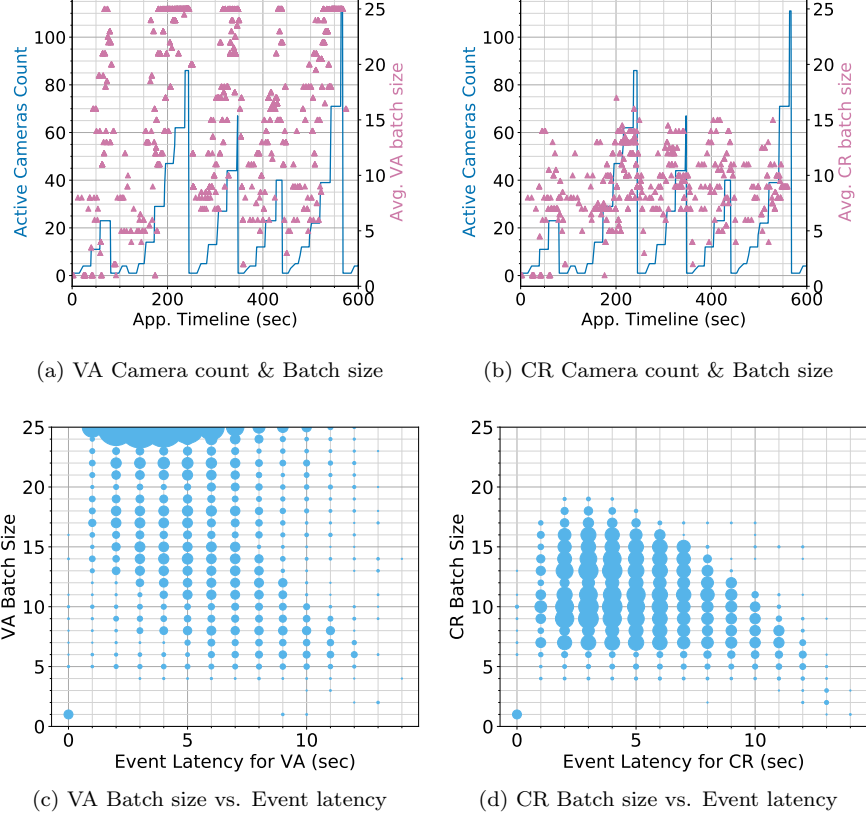 100
80
60
40
20
0
Active Cameras Count
25
20
15
10
5
0
Avg. VA batch size
0 200 400 600
App. Timeline (sec)
(a) VA Camera count & Batch size
100
80
60
40
20
0
Active Cameras Count
25
20
15
10
5
0
Avg. CR batch size
0 200 400 600
App. Timeline (sec)
(b) CR Camera count & Batch size
25
20
15
10
5
0
VA Batch Size
0 5 10
Event Latency for VA (sec)
(c) VA Batch size vs. Event latency
25
20
15
10
5
0
CR Batch Size
0 5 10
Event Latency for CR (sec)
(d) CR Batch size vs. Event latency